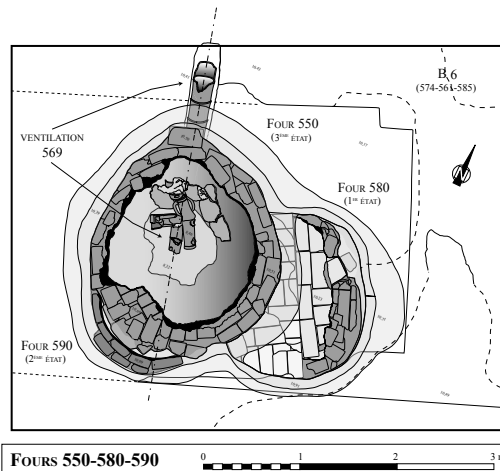 B 6
(574-561-585)
FOUR 550
(3ÈME ÉTAT)
VENTILATION
569
FOUR 580
(1ER ÉTAT)
FOUR 590
(2ÈME ÉTAT)
FOURS 550-580-590
0 1 2 3